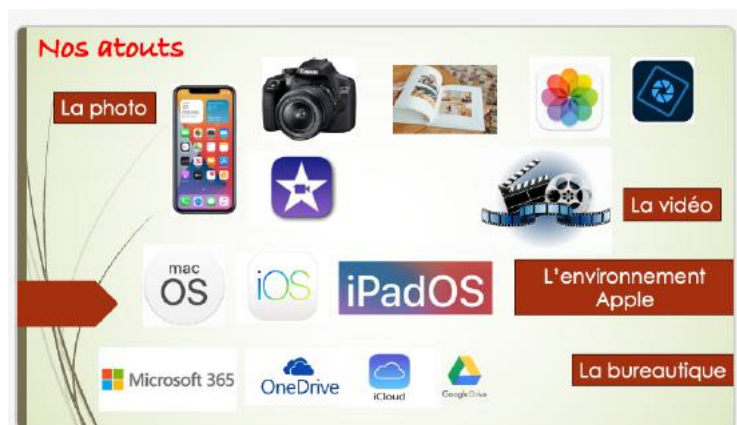 Nos atouts
La photo
Canon
La vidéo
mac
OS
iOS
iPadOS
L'environnement
Apple
Microsoft 365
OneDrive
iCloud
Google Drive
La bureautique